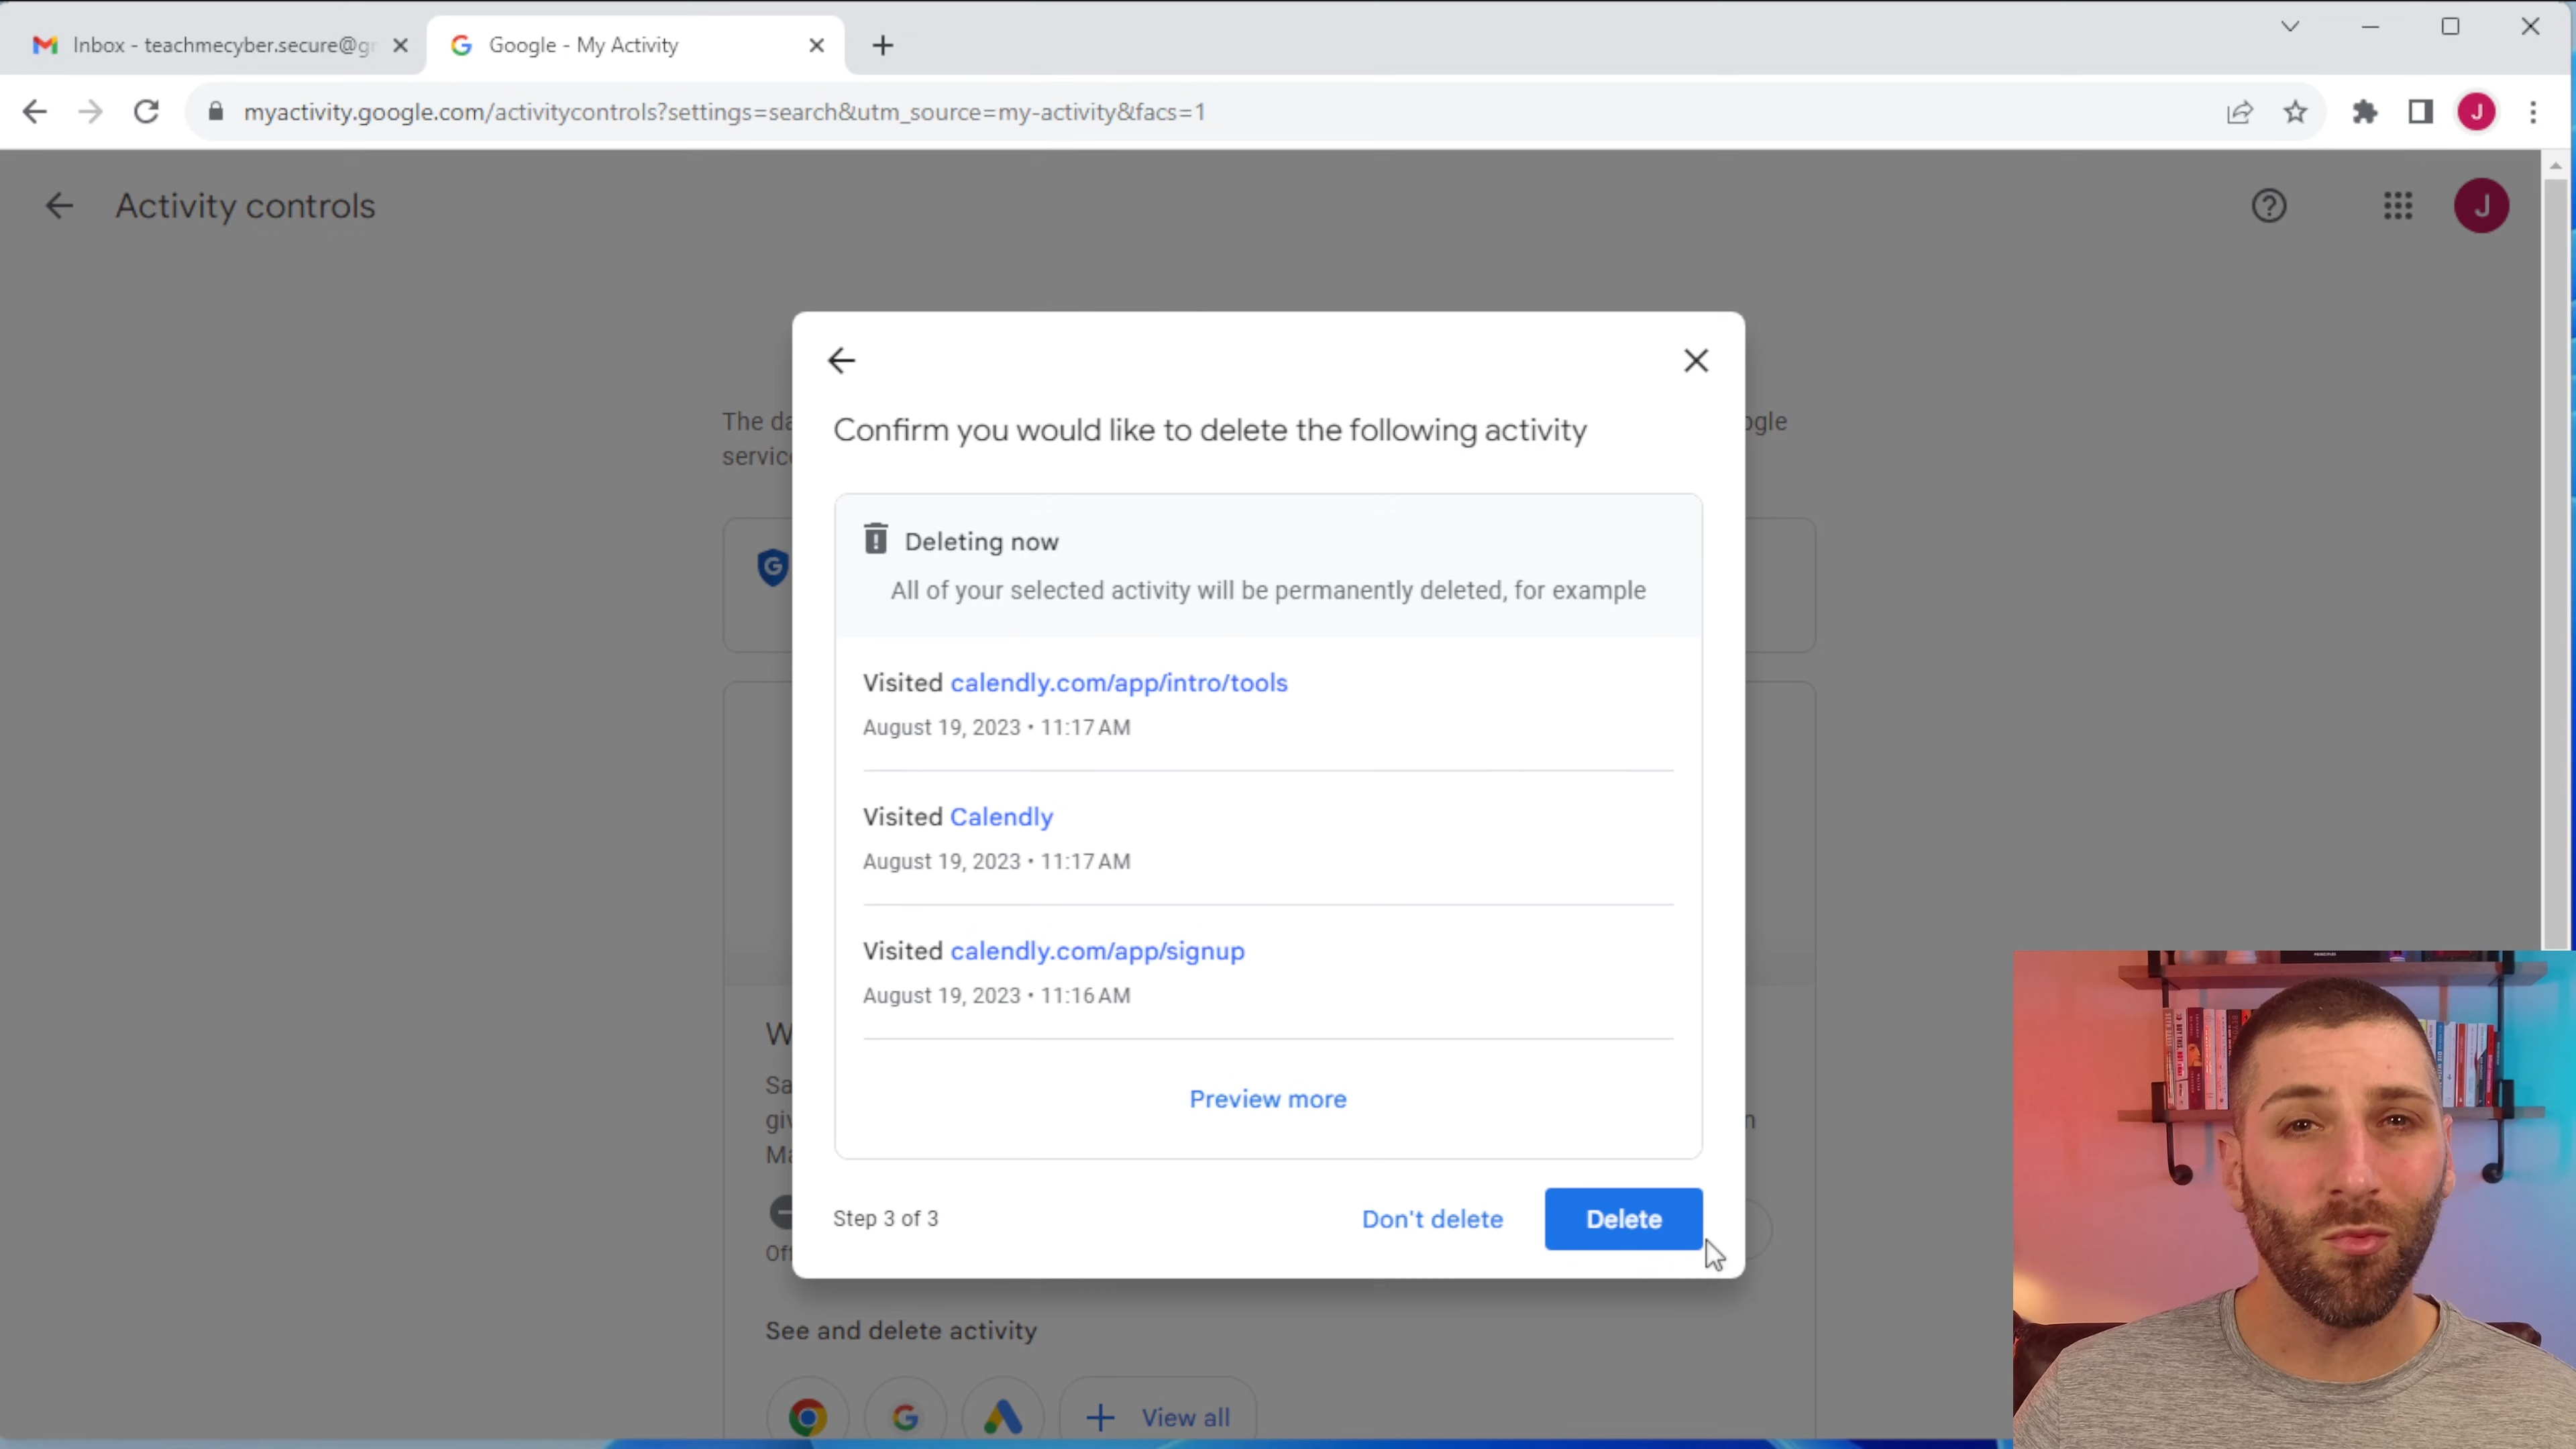 Inbox - teachmecyber.secure@g
Google - My Activity
myactivity.google.com/activitycontrols?settings=search&utm_source=my-activity&facs=1
J
Activity controls
J
The da
ogle
servic
Confirm you would like to delete the following activity
Deleting now
All of your selected activity will be permanently deleted, for example
Visited calendly.com/app/intro/tools
August 19, 2023 • 11:17 AM
Visited Calendly
August 19, 2023 • 11:17 AM
Visited calendly.com/app/signup
August 19, 2023 • 11:16 AM
W
Sa
giv
n
Ma
Preview more
Step 3 of 3
Don't delete
Delete
Off
See and delete activity
View all